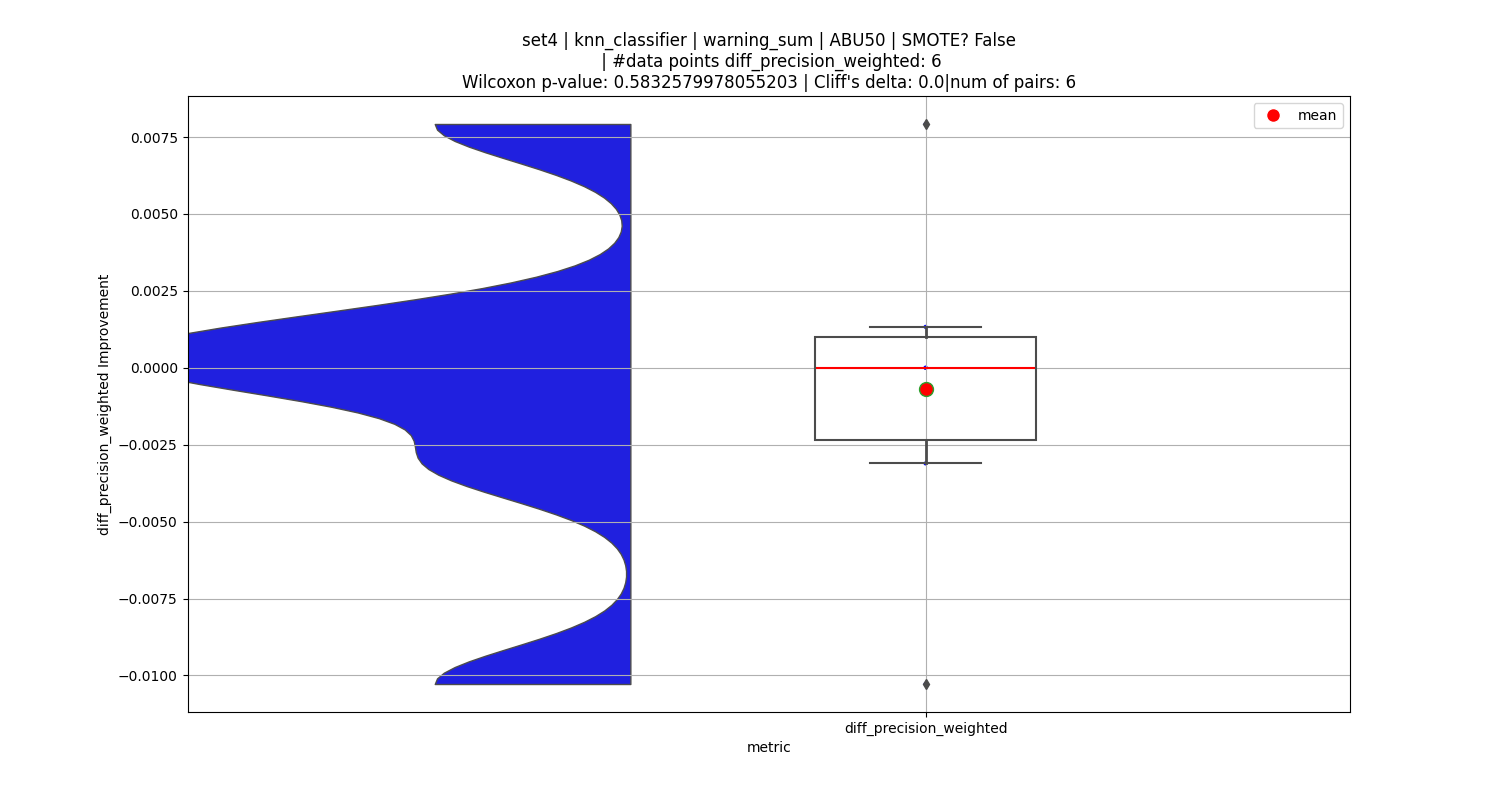 set4 | knn_classifier | warning_sum | ABU50 | SMOTE? False
| #data points diff_precision_weighted: 6
Wilcoxon p-value: 0.5832579978055203 | Cliff's delta: 0.0|num of pairs: 6
mean
0.0075
0.0050
0.0025
0.0000
−0.0025
−0.0050
−0.0075
−0.0100
diff_precision_weighted Improvement
diff_precision_weighted
metric